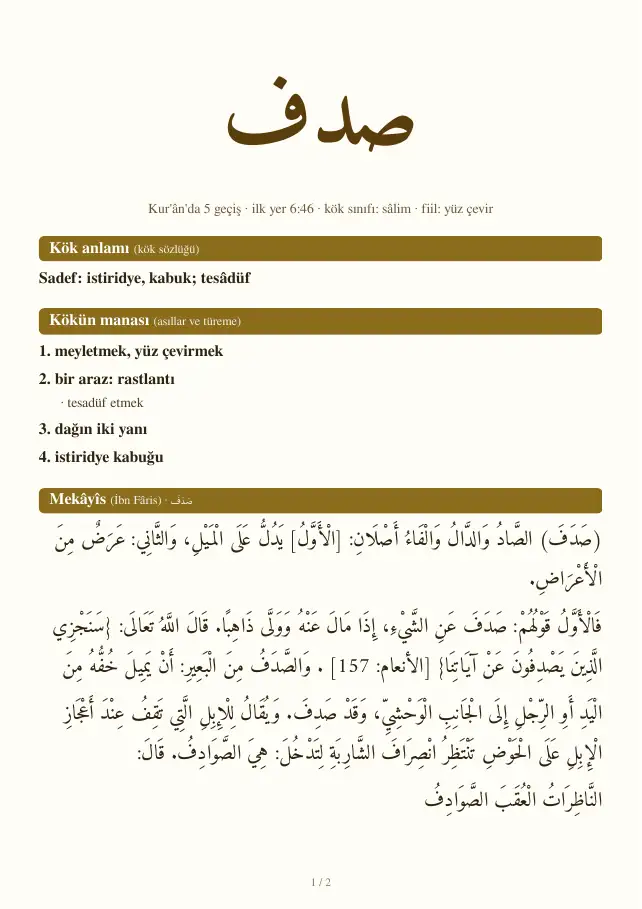 صدف
Kur'ân'da 5 geçiş · ilk yer 6:46 · kök sınıfı: sâlim · fiil: yüz çevir
Kök anlamı (kök sözlüğü)
Sadef: istiridye, kabuk; tesâdüf
Kökün manası (asıllar ve türeme)
1. meyletmek, yüz çevirmek
2. bir araz: rastlantı
· tesadüf etmek
3. dağın iki yanı
4. istiridye kabuğu
Mekâyîs (İbn Fâris) · صَدَفَ
(صَدَفَ) الصَّادُ وَالدَّالُ وَالْفَاءُ أَصْلَانِ: [الْأَوَّلُ] يَدُلُّ عَلَى الْمَيْلِ، وَالثَّانِي: عَرَضٌ مِنَ
الْأَعْرَاضِ.
فَالْأَوَّلُ قَوْلُهُمْ: صَدَفَ عَنِ الشَّيْءِ، إِذَا مَالَ عَنْهُ وَوَلَّى ذَاهِبًا. قَالَ اللَّهُ تَعَالَى: {سَنَجْزِي
الَّذِينَ يَصْدِفُونَ عَنْ آيَاتِنَا} [الأنعام: 157] . وَالصَّدَفُ مِنَ الْبَعِيرِ: أَنْ يَمِيلَ خُفُّهُ مِنَ
الْيَدِ أَوِ الرِّجْلِ إِلَى الْجَانِبِ الْوَحْشِيِّ، وَقَدْ صَدِفَ. وَيُقَالُ لِلْإِبِلِ الَّتِي تَقِفُ عِنْدَ أَعْجَازِ
الْإِبِلِ عَلَى الْحَوْضِ تَنْتَظِرُ انْصِرَافَ الشَّارِبَةِ لِتَدْخُلَ: هِيَ الصَّوَادِفُ. قَالَ:
النَّاظِرَاتُ الْعُقَبَ الصَّوَادِفُ
1 / 2